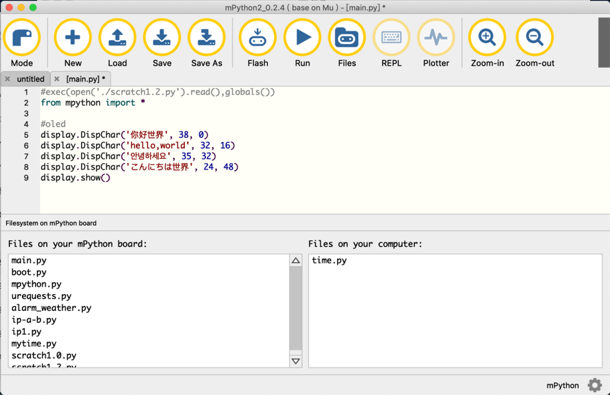 mPython2_0.2.4 ( base on Mu ) - [main.py] *
Mode New Load Save Save As Flash Run Files REPL Plotter Zoom-in Zoom-out
untitled [main.py] *
1 #exec(open('./scratch1.2.py').read(),globals())
2 from mpython import *
3
4 #oled
5 display.DispChar('你好世界', 38, 0)
6 display.DispChar('hello,world', 32, 16)
7 display.DispChar('안녕하세요', 35, 32)
8 display.DispChar('こんにちは世界', 24, 48)
9 display.show()
Filesystem on mPython board
Files on your mPython board: Files on your computer:
main.py time.py
boot.py
mpython.py
urequests.py
alarm_weather.py
ip-a-b.py
ip1.py
mytime.py
scratch1.0.py
scratch1.2.py
mPython